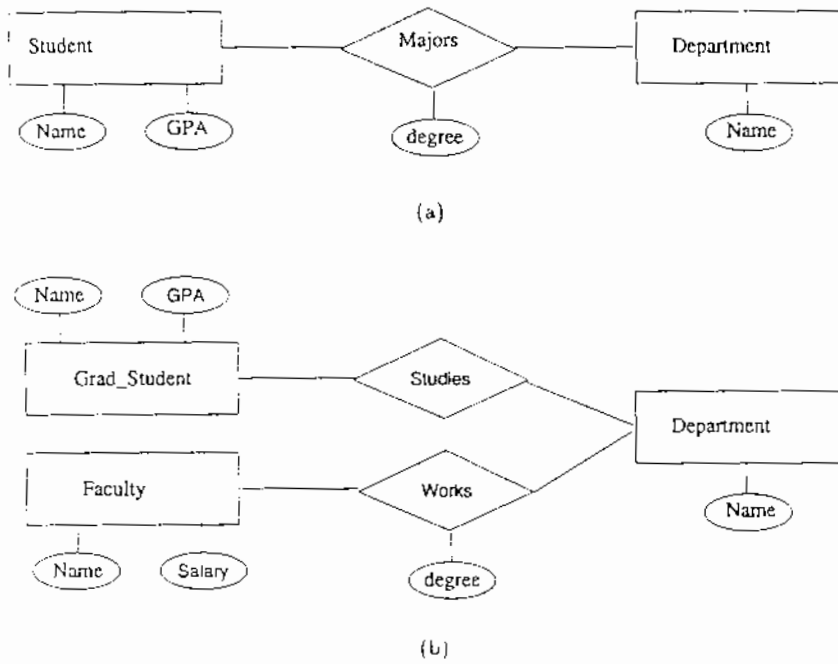 Student
Majors
Department
Name
GPA
degree
Name
(a)
Name
GPA
Grad_Student
Studies
Department
Faculty
Works
Name
Name
Salary
degree
(b)